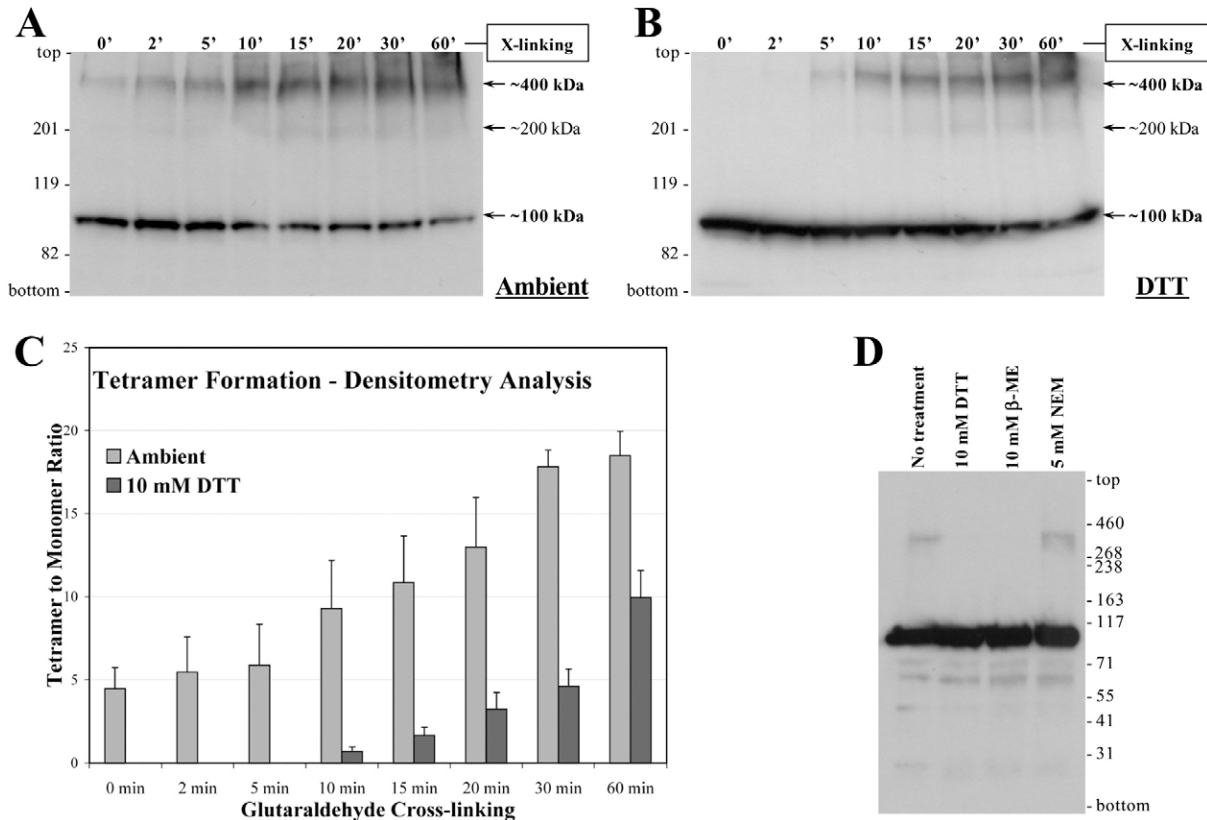 A
0' 2' 5' 10' 15' 20' 30' 60'
X-linking
top
~400 kDa
201 -
~200 kDa
119 -
~100 kDa
82 -
bottom -
Ambient
B
0' 2' 5' 10' 15' 20' 30' 60'
X-linking
top
~400 kDa
201 -
~200 kDa
119 -
~100 kDa
82 -
bottom -
DTT
C
Tetramer Formation - Densitometry Analysis
Ambient
10 mM DTT
Tetramer to Monomer Ratio
25
20
15
10
5
0
0 min 2 min 5 min 10 min 15 min 20 min 30 min 60 min
Glutaraldehyde Cross-linking
D
No treatment
10 mM DTT
10 mM β-ME
5 mM NEM
- top
- 460
- 268
- 238
- 163
- 117
- 71
- 55
- 41
- 31
- bottom